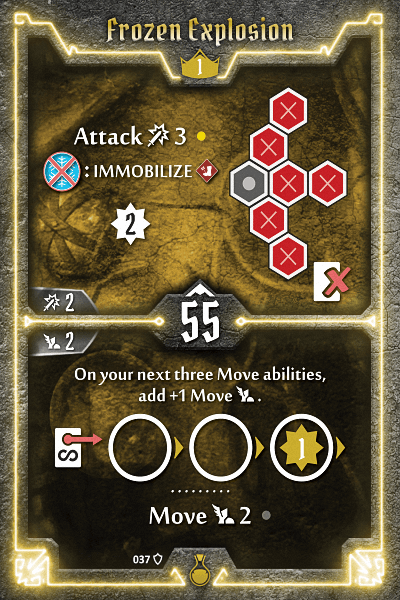 Frozen Explosion
1
Attack 3
: IMMOBILIZE
2
2
55
2
On your next three Move abilities,
add +1 Move .
S
1
Move 2
037